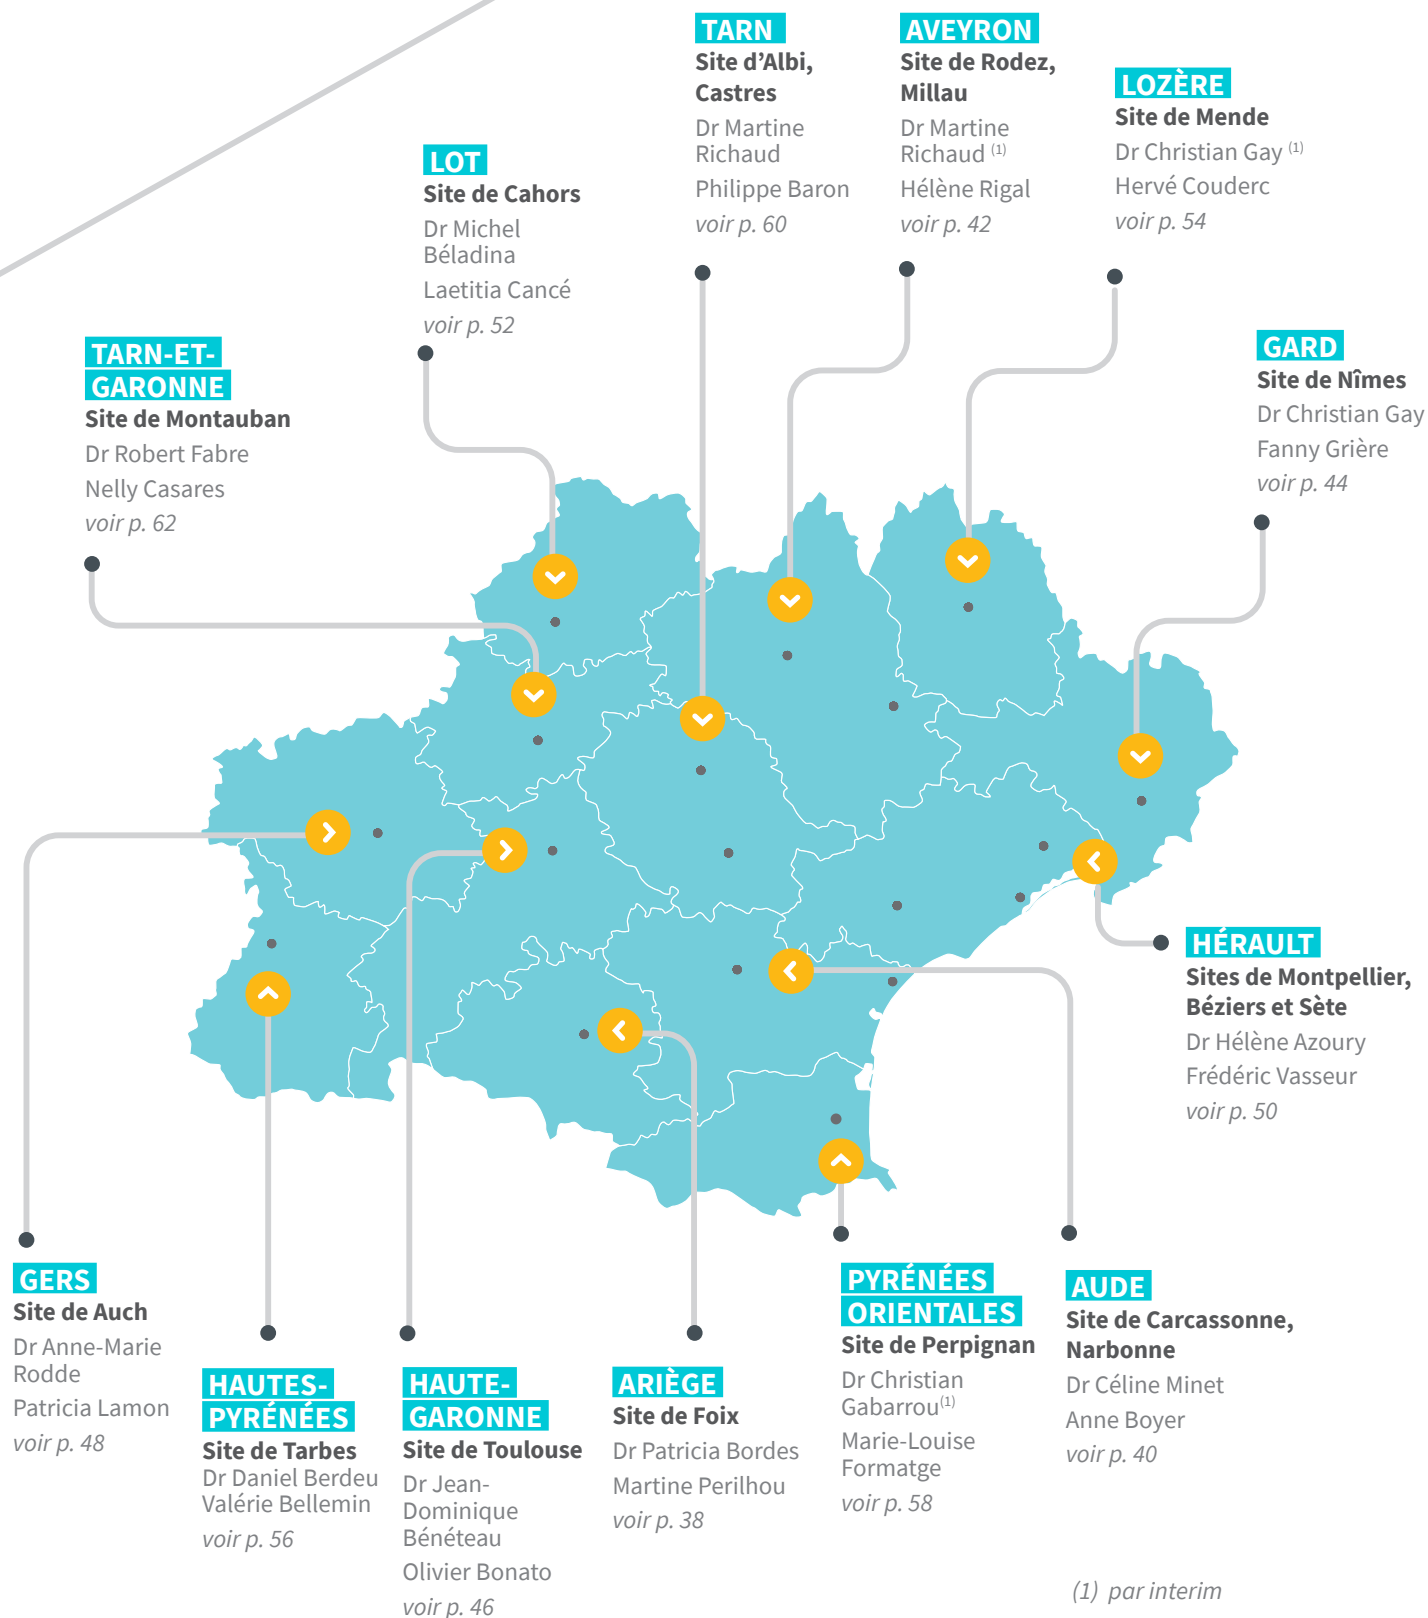 TARN
Site d’Albi,
Castres
Dr Martine
Richaud
Philippe Baron
voir p. 60
AVEYRON
Site de Rodez,
Millau
Dr Martine
Richaud (1)
Hélène Rigal
voir p. 42
LOZÈRE
Site de Mende
Dr Christian Gay (1)
Hervé Couderc
voir p. 54
LOT
Site de Cahors
Dr Michel
Béladina
Laetitia Cancé
voir p. 52
TARN-ET-
GARONNE
Site de Montauban
Dr Robert Fabre
Nelly Casares
voir p. 62
GARD
Site de Nîmes
Dr Christian Gay
Fanny Grière
voir p. 44
HÉRAULT
Sites de Montpellier,
Béziers et Sète
Dr Hélène Azoury
Frédéric Vasseur
voir p. 50
GERS
Site de Auch
Dr Anne-Marie
Rodde
Patricia Lamon
voir p. 48
HAUTES-
PYRÉNÉES
Site de Tarbes
Dr Daniel Berdeu
Valérie Bellemin
voir p. 56
HAUTE-
GARONNE
Site de Toulouse
Dr Jean-
Dominique
Bénéteau
Olivier Bonato
voir p. 46
ARIÈGE
Site de Foix
Dr Patricia Bordes
Martine Perilhou
voir p. 38
PYRÉNÉES
ORIENTALES
Site de Perpignan
Dr Christian
Gabarrou(1)
Marie-Louise
Formatge
voir p. 58
AUDE
Site de Carcassonne,
Narbonne
Dr Céline Minet
Anne Boyer
voir p. 40
(1) par interim